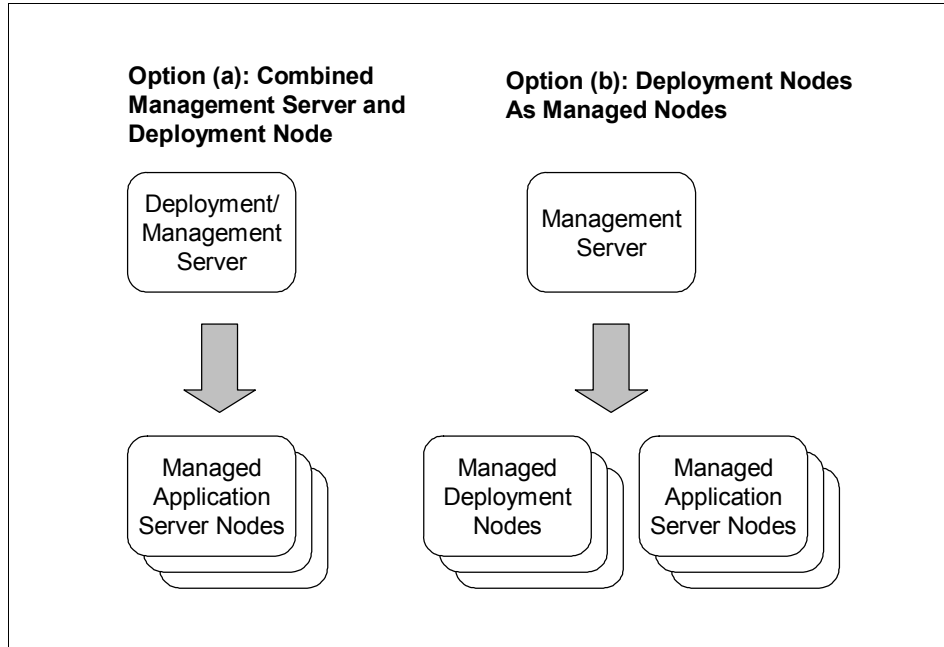 Option (a): Combined
Management Server and
Deployment Node
Option (b): Deployment Nodes
As Managed Nodes
Deployment/
Management
Server
Management
Server
Managed
Application
Server Nodes
Managed
Deployment
Nodes
Managed
Application
Server Nodes